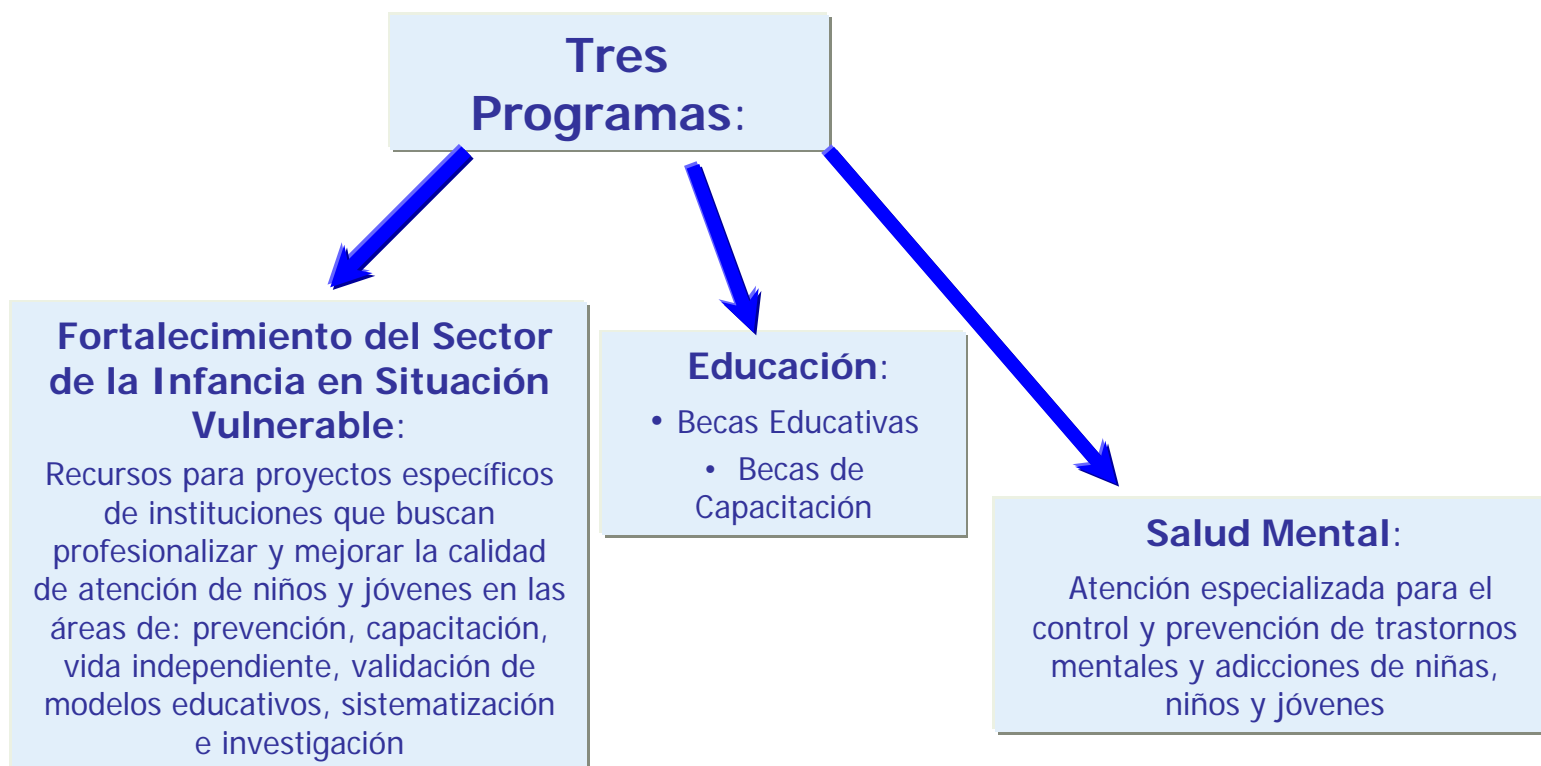 Tres
Programas:
Fortalecimiento del Sector
de la Infancia en Situación
Vulnerable:
Recursos para proyectos específicos
de instituciones que buscan
profesionalizar y mejorar la calidad
de atención de niños y jóvenes en las
áreas de: prevención, capacitación,
vida independiente, validación de
modelos educativos, sistematización
e investigación
Educación:
• Becas Educativas
• Becas de
Capacitación
Salud Mental:
Atención especializada para el
control y prevención de trastornos
mentales y adicciones de niñas,
niños y jóvenes